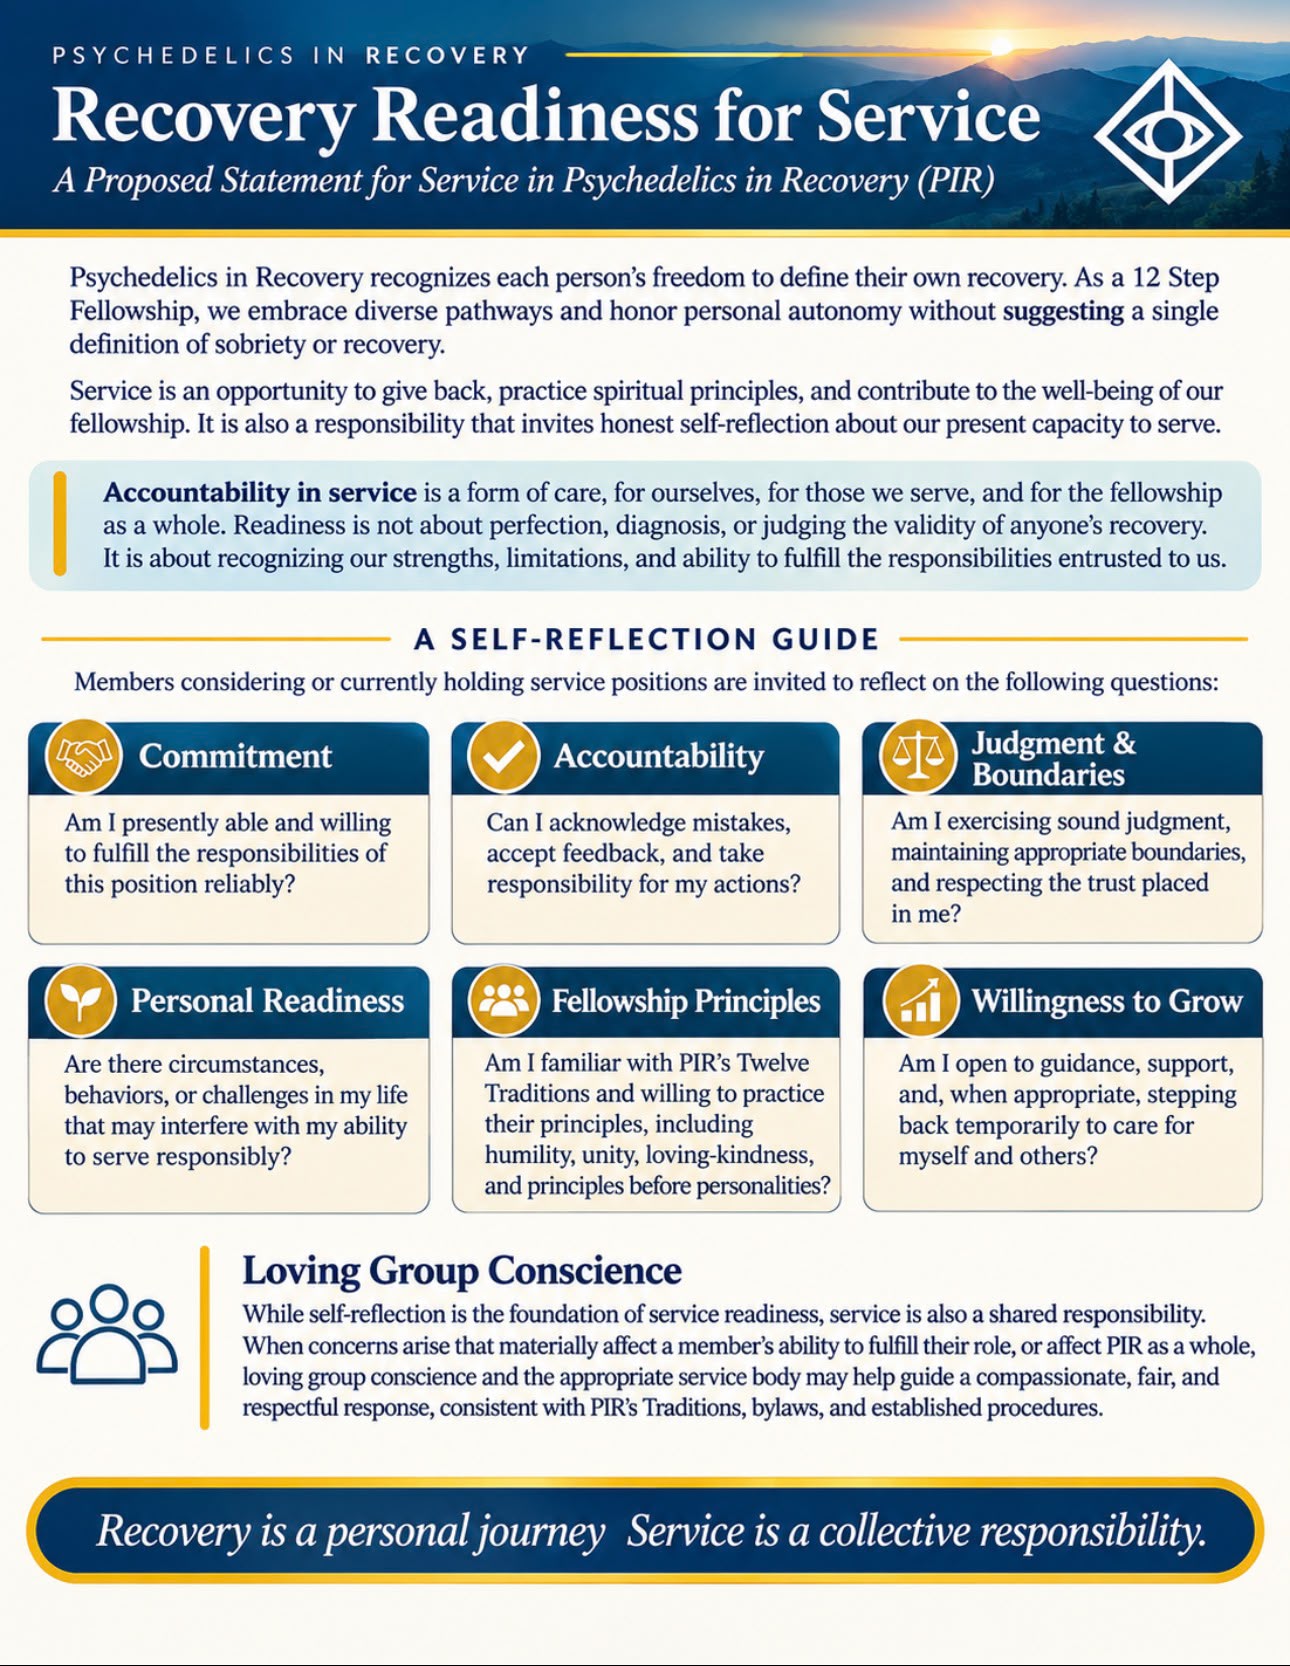 PSYCHEDELICS IN RECOVERY
Recovery Readiness for Service
A Proposed Statement for Service in Psychedelics in Recovery (PIR)
Psychedelics in Recovery recognizes each person’s freedom to define their own recovery. As a 12 Step
Fellowship, we embrace diverse pathways and honor personal autonomy without suggesting a single
definition of sobriety or recovery.
Service is an opportunity to give back, practice spiritual principles, and contribute to the well-being of our
fellowship. It is also a responsibility that invites honest self-reflection about our present capacity to serve.
Accountability in service is a form of care, for ourselves, for those we serve, and for the fellowship
as a whole. Readiness is not about perfection, diagnosis, or judging the validity of anyone’s recovery.
It is about recognizing our strengths, limitations, and ability to fulfill the responsibilities entrusted to us.
A SELF-REFLECTION GUIDE
Members considering or currently holding service positions are invited to reflect on the following questions:
Commitment
Am I presently able and willing
to fulfill the responsibilities of
this position reliably?
Accountability
Can I acknowledge mistakes,
accept feedback, and take
responsibility for my actions?
Judgment &
Boundaries
Am I exercising sound judgment,
maintaining appropriate boundaries,
and respecting the trust placed
in me?
Personal Readiness
Are there circumstances,
behaviors, or challenges in my life
that may interfere with my ability
to serve responsibly?
Fellowship Principles
Am I familiar with PIR’s Twelve
Traditions and willing to practice
their principles, including
humility, unity, loving-kindness,
and principles before personalities?
Willingness to Grow
Am I open to guidance, support,
and, when appropriate, stepping
back temporarily to care for
myself and others?
Loving Group Conscience
While self-reflection is the foundation of service readiness, service is also a shared responsibility.
When concerns arise that materially affect a member’s ability to fulfill their role, or affect PIR as a whole,
loving group conscience and the appropriate service body may help guide a compassionate, fair, and
respectful response, consistent with PIR’s Traditions, bylaws, and established procedures.
Recovery is a personal journey Service is a collective responsibility.